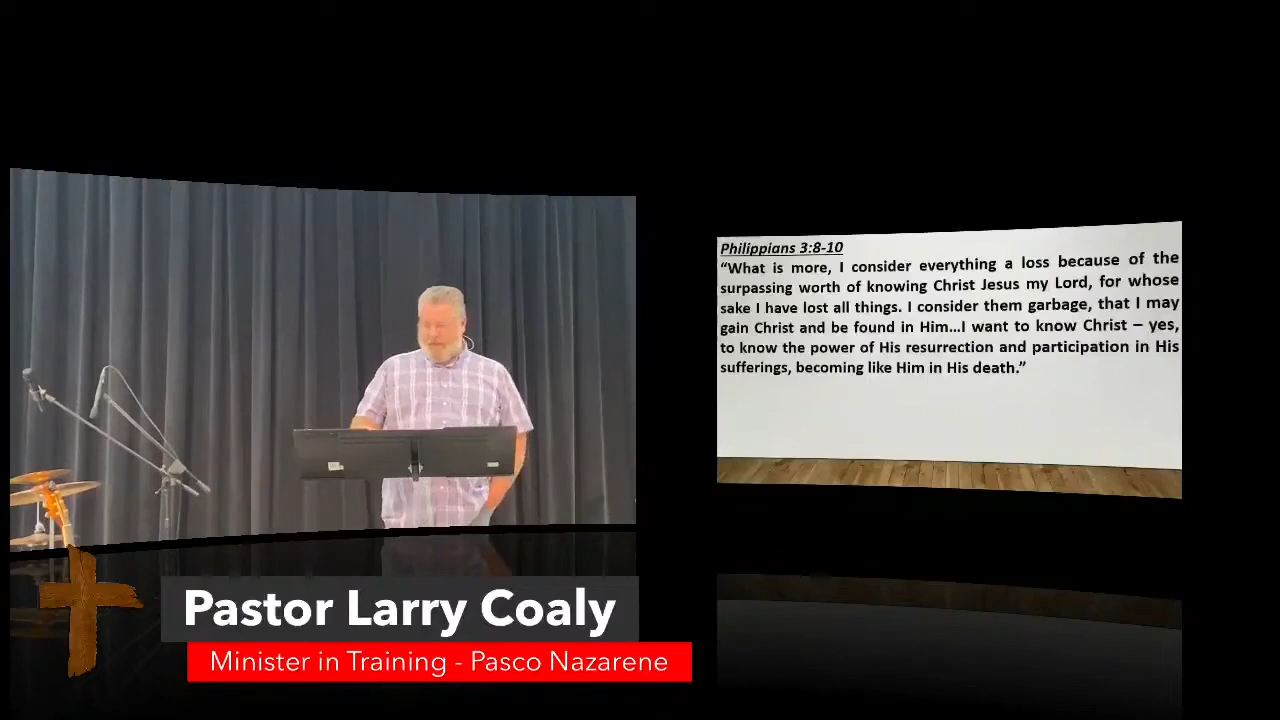 Philippians 3:8-10
“What is more, I consider everything a loss because of the
surpassing worth of knowing Christ Jesus my Lord, for whose
sake I have lost all things. I consider them garbage, that I may
gain Christ and be found in Him...I want to know Christ – yes,
to know the power of His resurrection and participation in His
sufferings, becoming like Him in His death.”
Pastor Larry Coaly
Minister in Training - Pasco Nazarene